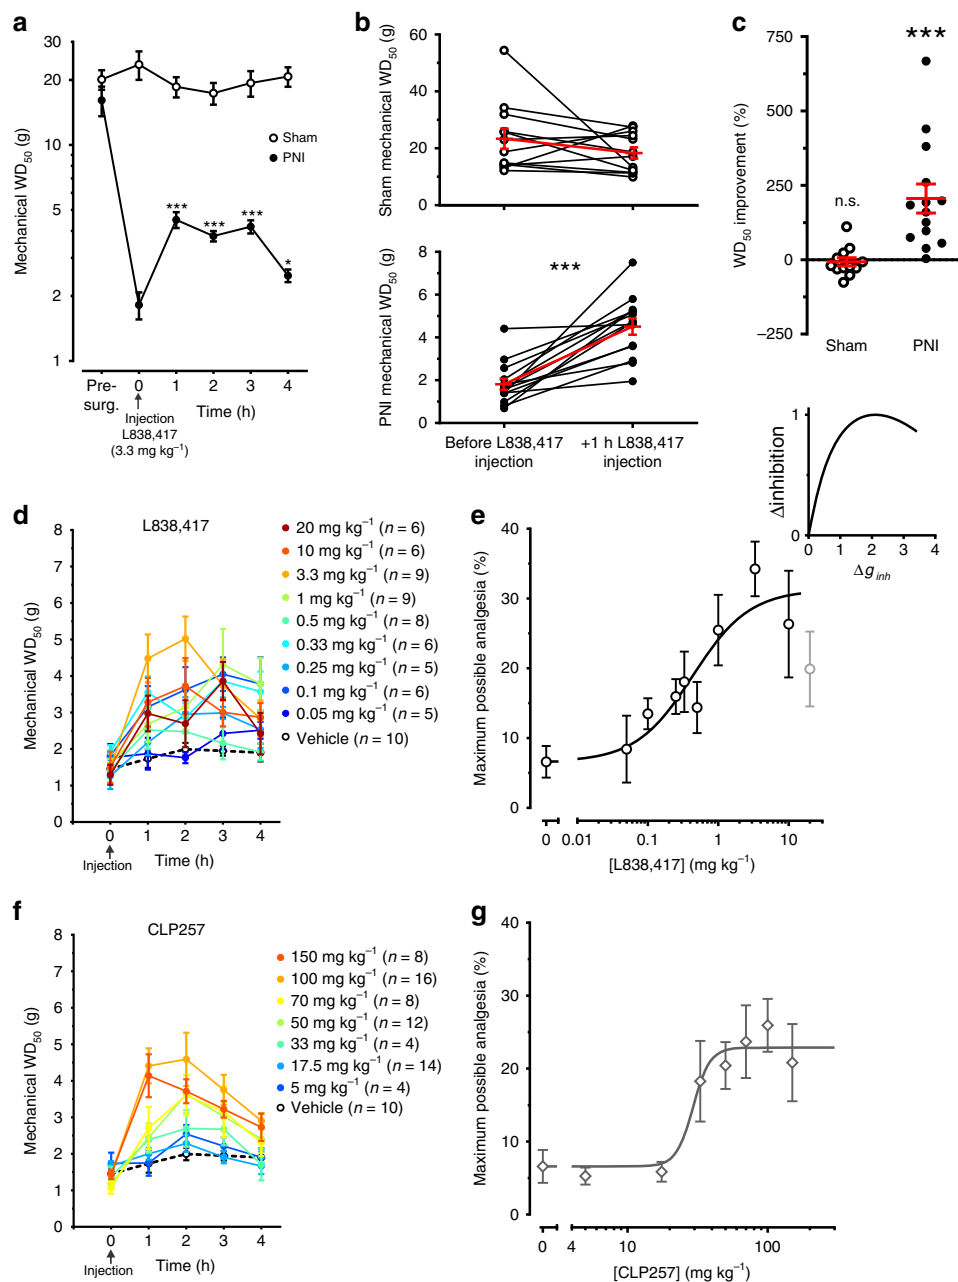 a
30
20
10
5
2
1
Mechanical WD50 (g)
Sham
PNI
***
***
***
*
Pre-
surg.
0
1
2
3
4
Injection
L838,417
(3.3 mg kg–1)
Time (h)
b
60
40
20
0
Sham mechanical WD50 (g)
8
6
4
2
0
PNI mechanical WD50 (g)
***
Before L838,417
injection
+1 h L838,417
injection
c
750
500
250
0
–250
WD50 improvement (%)
n.s.
***
Sham
PNI
1
0
Δinhibition
0
1
2
3
4
Δginh
d
L838,417
8
7
6
5
4
3
2
1
0
Mechanical WD50 (g)
0
1
2
3
4
Injection
Time (h)
20 mg kg–1 (n = 6)
10 mg kg–1 (n = 6)
3.3 mg kg–1 (n = 9)
1 mg kg–1 (n = 9)
0.5 mg kg–1 (n = 8)
0.33 mg kg–1 (n = 6)
0.25 mg kg–1 (n = 5)
0.1 mg kg–1 (n = 6)
0.05 mg kg–1 (n = 5)
Vehicle (n = 10)
e
40
30
20
10
0
Maximum possible analgesia (%)
0
0.01
0.1
1
10
[L838,417] (mg kg–1)
f
CLP257
8
7
6
5
4
3
2
1
0
Mechanical WD50 (g)
0
1
2
3
4
Injection
Time (h)
150 mg kg–1 (n = 8)
100 mg kg–1 (n = 16)
70 mg kg–1 (n = 8)
50 mg kg–1 (n = 12)
33 mg kg–1 (n = 4)
17.5 mg kg–1 (n = 14)
5 mg kg–1 (n = 4)
Vehicle (n = 10)
g
40
30
20
10
0
Maximum possible analgesia (%)
0
4
10
100
[CLP257] (mg kg–1)